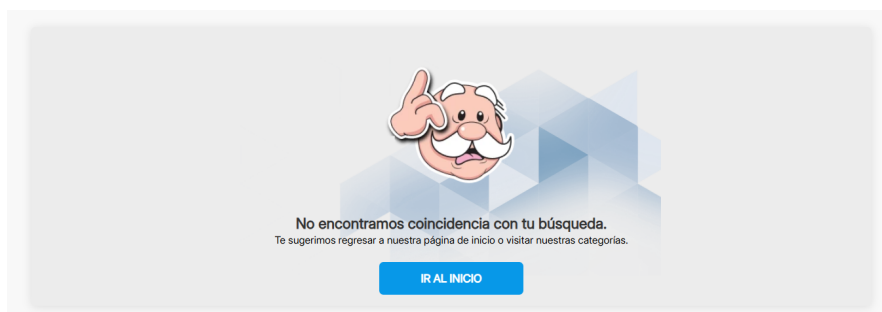 No encontramos coincidencia con tu búsqueda.
Te sugerimos regresar a nuestra página de inicio o visitar nuestras categorías.
IR AL INICIO